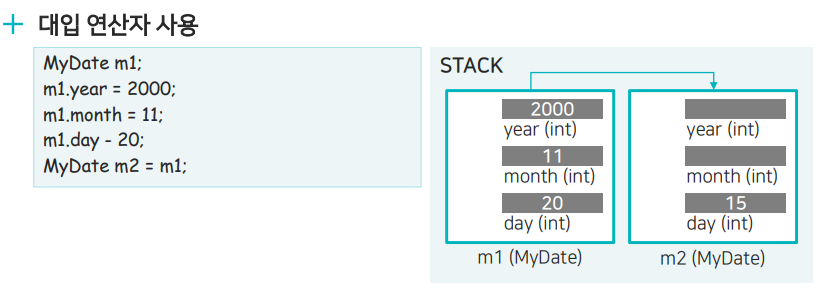 + 대입 연산자 사용
MyDate m1;
m1.year = 2000;
m1.month = 11;
m1.day - 20;
MyDate m2 = m1;
STACK
2000
year (int)
11
month (int)
20
day (int)
m1 (MyDate)
year (int)
month (int)
15
day (int)
m2 (MyDate)